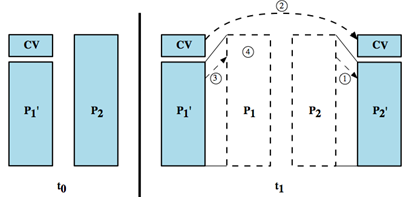 ②
CV CV CV
④
③ ①
P₁' P₂ P₁' P₁ P₂ P₂'
t₀ t₁